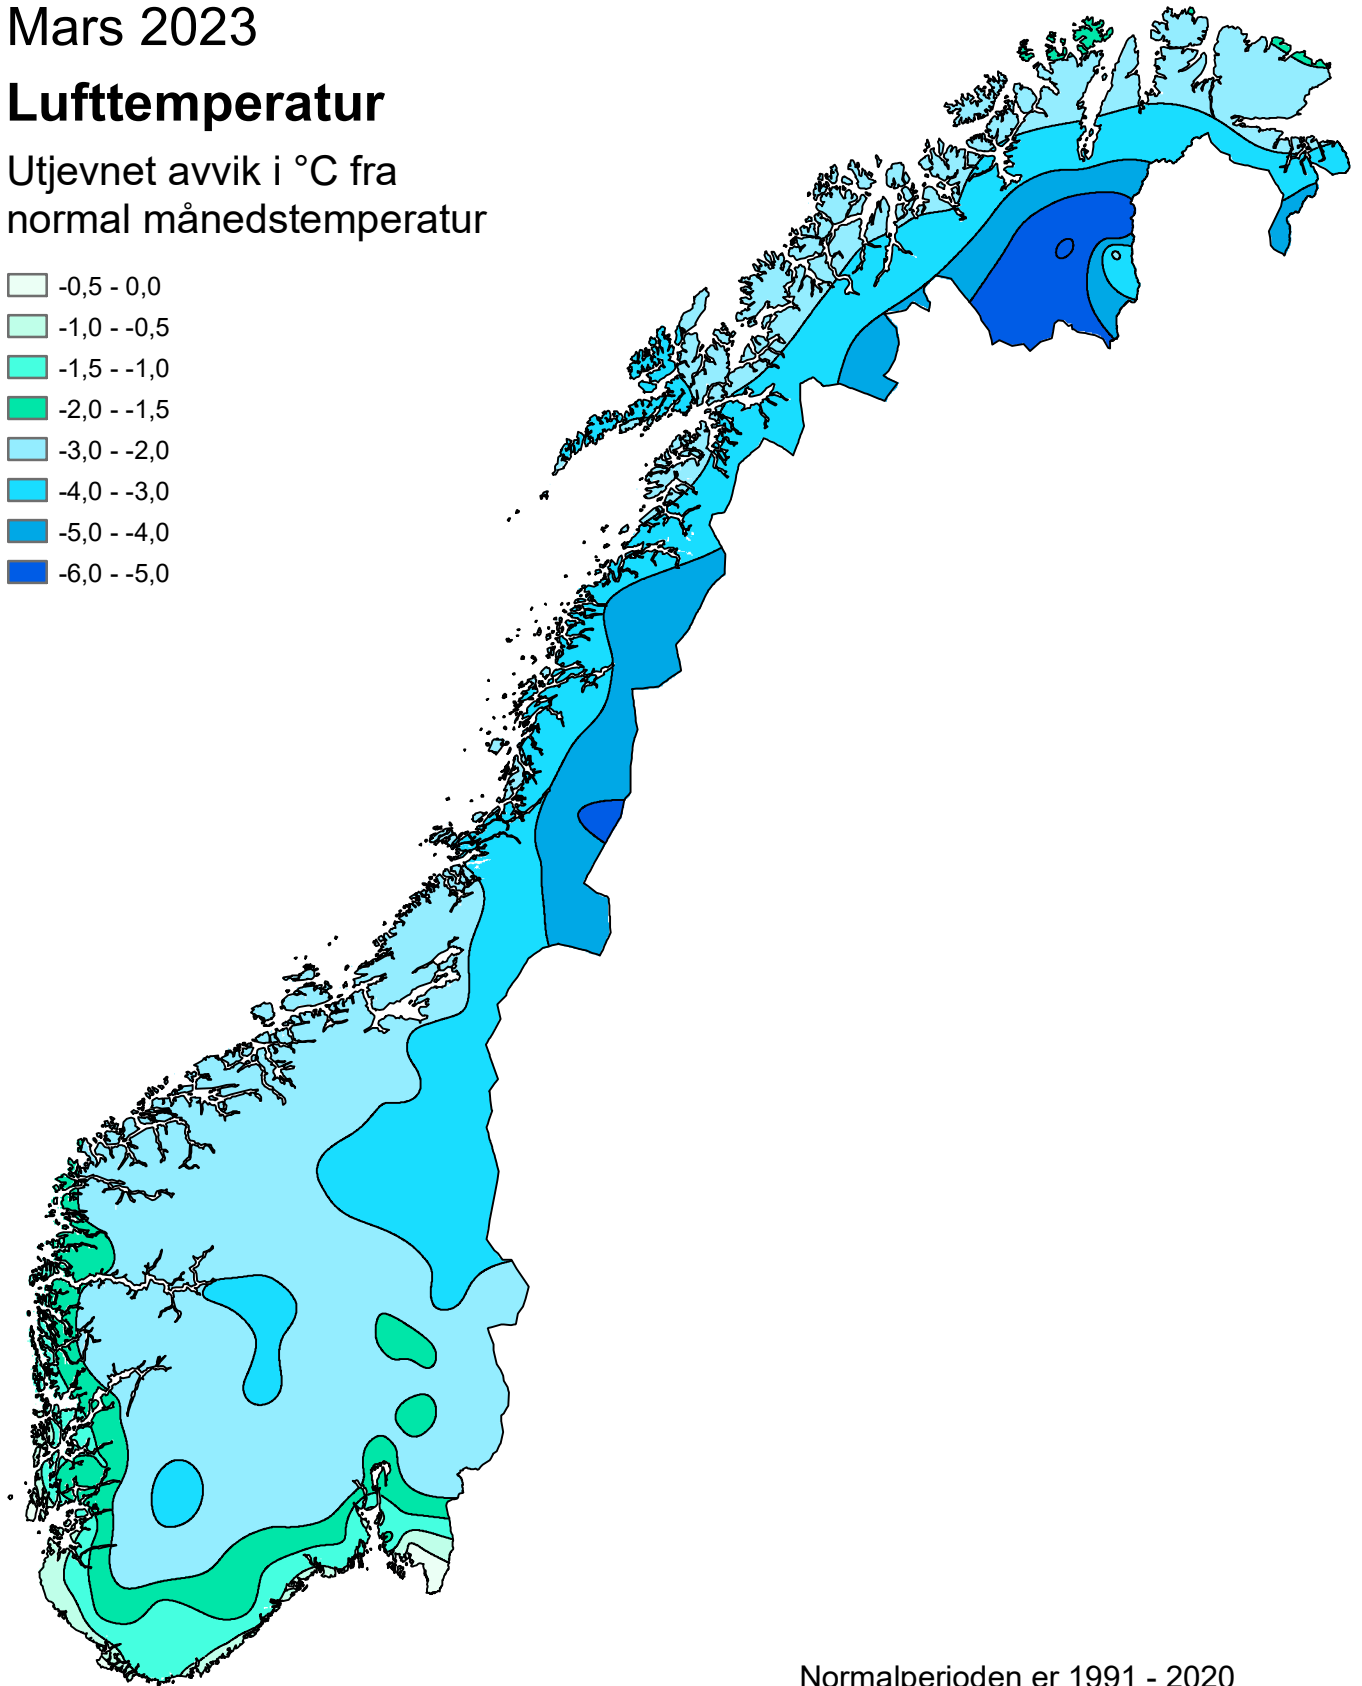 Mars 2023
Lufttemperatur
Utjevnet avvik i °C fra
normal månedstemperatur
-0,5 - 0,0
-1,0 - -0,5
-1,5 - -1,0
-2,0 - -1,5
-3,0 - -2,0
-4,0 - -3,0
-5,0 - -4,0
-6,0 - -5,0
Normalperioden er 1991 - 2020